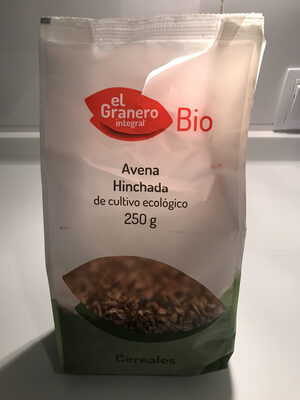 el
Granero
integral
Bio
Avena
Hinchada
de cultivo ecológico
250 g
Cereales